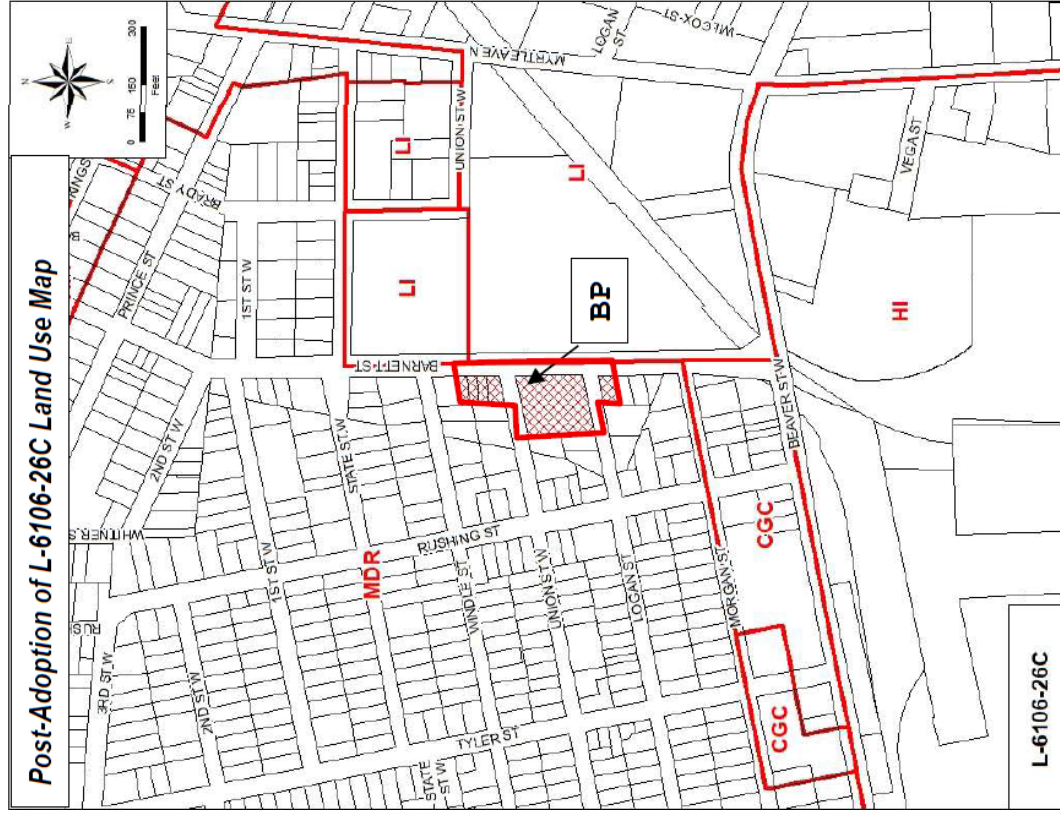 Post-Adoption of L-6106-26C Land Use Map
N
W
E
S
0 75 150 300
Feet
WILCOX ST
LOGAN ST
MYRTLE AVE N
BRADY ST
PRINCE ST
1ST ST W
2ND ST W
WHITNER S
3RD ST W
RUS
2ND ST W
1ST ST W
STATE ST W
MDR
RUSHING ST
WINDLE ST
UNION ST W
LOGAN ST
BARNETT ST
LI
LI
UNION ST W
LI
BP
VEGA ST
HI
BEAVER ST W
MORGAN ST
CGC
CGC
TYLER ST
STATE ST W
L-6106-26C